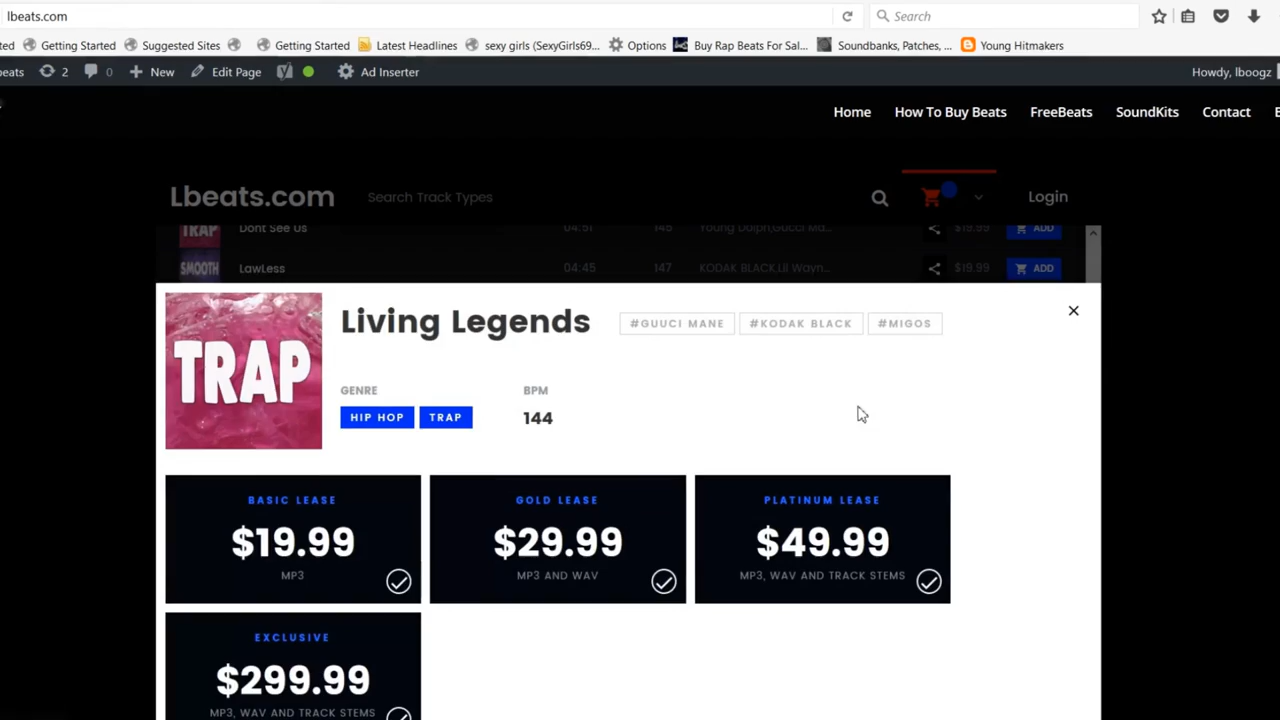 lbeats.com
Search
ted Getting Started Suggested Sites Getting Started Latest Headlines sexy girls (SexyGirls69... Options Buy Rap Beats For Sal... Soundbanks, Patches, ... Young Hitmakers
beats 2 0 New Edit Page Ad Inserter Howdy, lboogz
Home How To Buy Beats FreeBeats SoundKits Contact
Lbeats.com Search Track Types Login
TRAP Dont See Us 04:51 145 Young Dolph,Gucci Ma... $19.99 ADD
SMOOTH LawLess 04:45 147 KODAK BLACK,Lil Wayn... $19.99 ADD
TRAP
Living Legends #GUUCI MANE #KODAK BLACK #MIGOS
GENRE BPM
HIP HOP TRAP 144
BASIC LEASE
$19.99
MP3
GOLD LEASE
$29.99
MP3 AND WAV
PLATINUM LEASE
$49.99
MP3, WAV AND TRACK STEMS
EXCLUSIVE
$299.99
MP3, WAV AND TRACK STEMS